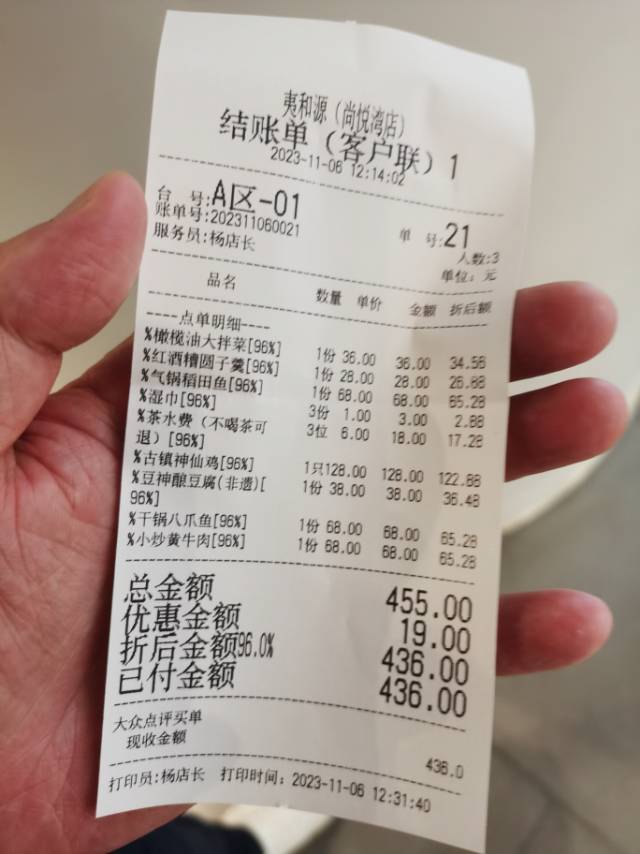 夷和源（尚悦湾店）
结账单（客户联）1
2023-11-06 12:14:02
台 号:A区-01 单 号:21
账单号:202311060021 人数:3
服务员:杨店长 单位: 元
品名 数量 单价 金额 折后额
----点单明细----
%橄榄油大拌菜[96%] 1份 36.00 36.00 34.56
%红酒糟圆子羹[96%] 1份 28.00 28.00 26.88
%气锅稻田鱼[96%] 1份 68.00 68.00 65.28
%湿巾[96%] 3份 1.00 3.00 2.88
%茶水费（不喝茶可 3位 6.00 18.00 17.28
退）[96%]
%古镇神仙鸡[96%] 1只128.00 128.00 122.88
%豆神酿豆腐(非遗)[ 1份 38.00 38.00 36.48
96%]
%干锅八爪鱼[96%] 1份 68.00 68.00 65.28
%小炒黄牛肉[96%] 1份 68.00 68.00 65.28
总金额 455.00
优惠金额 19.00
折后金额96.0% 436.00
已付金额 436.00
大众点评买单
现收金额 436.0
打印员:杨店长 打印时间: 2023-11-06 12:31:40